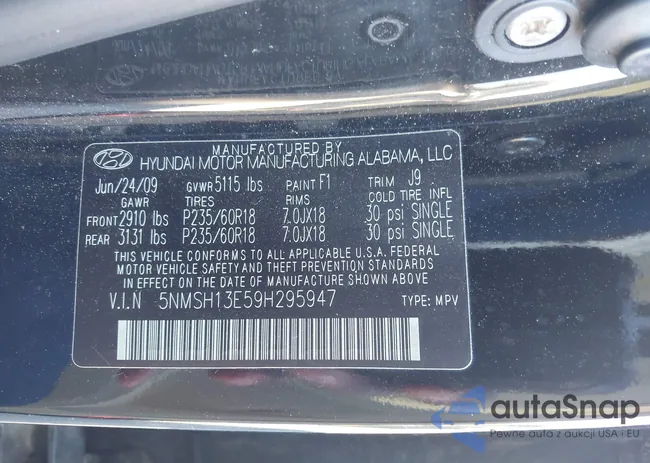 MANUFACTURED BY
HYUNDAI MOTOR MANUFACTURING ALABAMA, LLC
Jun/24/09 GVWR 5115 lbs PAINT F1 TRIM J9
GAWR TIRES RIMS COLD TIRE INFL
FRONT 2910 lbs P235/60R18 7.0JX18 30 psi SINGLE
REAR 3131 lbs P235/60R18 7.0JX18 30 psi SINGLE
THIS VEHICLE CONFORMS TO ALL APPLICABLE U.S.A. FEDERAL
MOTOR VEHICLE SAFETY AND THEFT PREVENTION STANDARDS
IN EFFECT ON THE DATE OF MANUFACTURE SHOWN ABOVE.
V.I.N 5NMSH13E59H295947 TYPE: MPV
autaSnap
Pewne auta z aukcji USA i EU